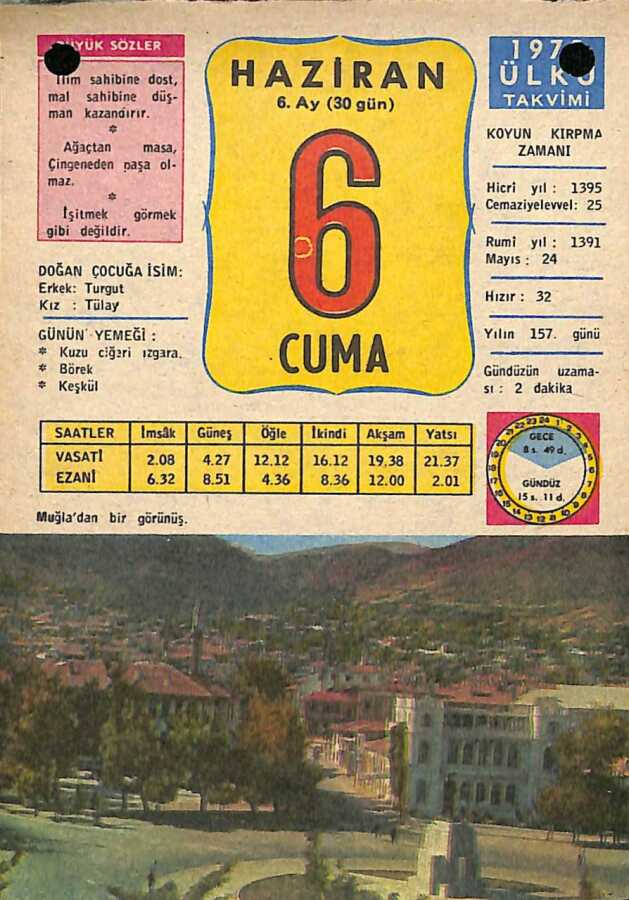 BÜYÜK SÖZLER
İlim sahibine dost,
mal sahibine düş-
man kazandırır.
*
Ağaçtan masa,
Çingeneden paşa ol-
maz.
*
İşitmek görmek
gibi değildir.
DOĞAN ÇOCUĞA İSİM:
Erkek: Turgut
Kız : Tülay
GÜNÜN YEMEĞİ :
* Kuzu ciğeri ızgara.
* Börek
* Keşkül
HAZİRAN
6. Ay (30 gün)
6
CUMA
ÜLKÜ
TAKVİMİ
KOYUN KIRPMA
ZAMANI
Hicrî yıl : 1395
Cemaziyelevvel: 25
Rumî yıl : 1391
Mayıs : 24
Hızır : 32
Yılın 157. günü
Gündüzün uzama-
sı : 2 dakika
SAATLER İmsâk Güneş Öğle İkindi Akşam Yatsı
VASATİ 2.08 4.27 12.12 16.12 19.38 21.37
EZANİ 6.32 8.51 4.36 8.36 12.00 2.01
GECE
8 s. 49 d.
GÜNDÜZ
15 s. 11 d.
Muğla'dan bir görünüş.